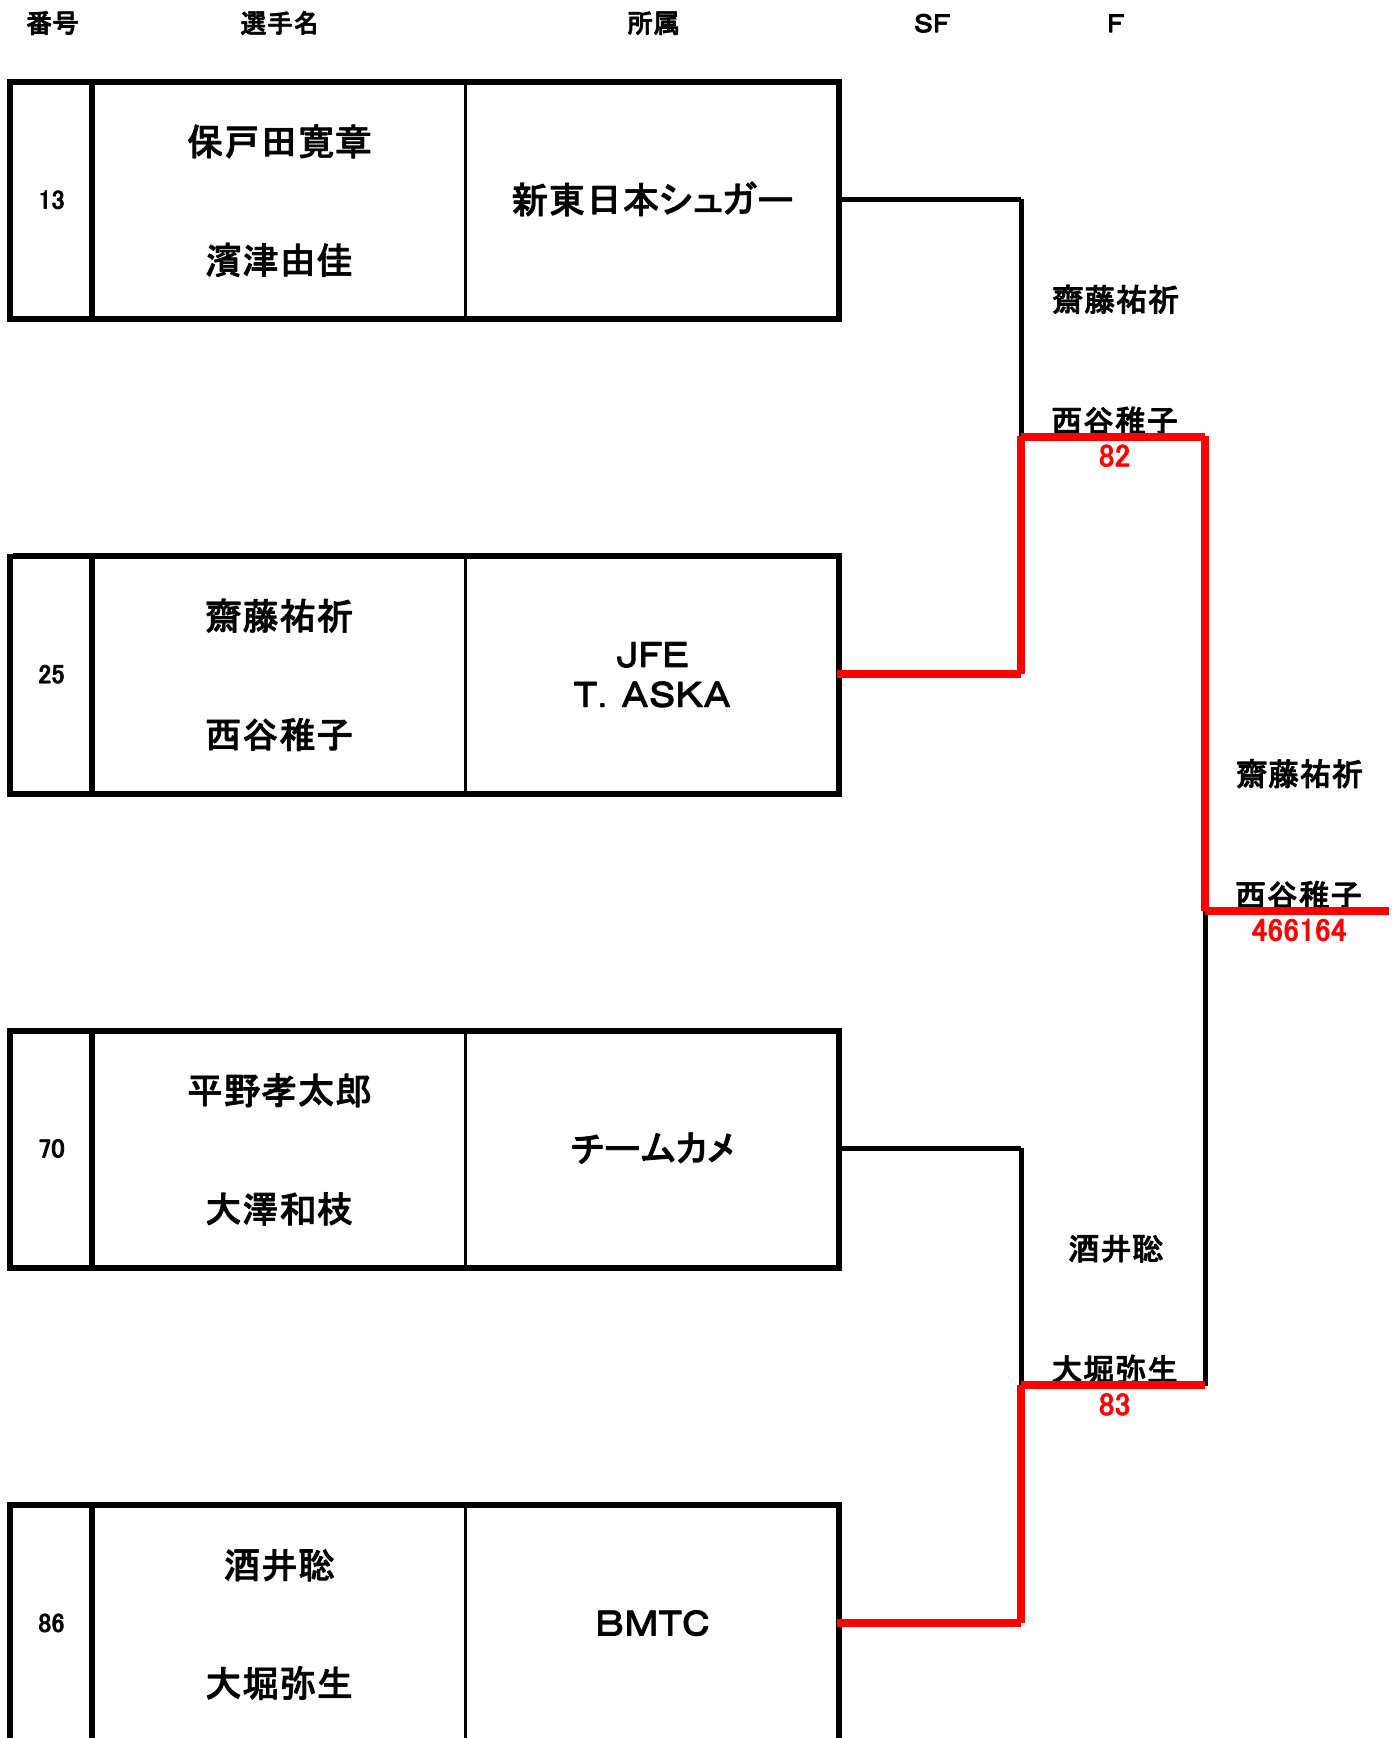 番号 選手名 所属 SF F
保戸田寛章
13 新東日本シュガー
濱津由佳
齋藤祐祈
西谷稚子
82
齋藤祐祈
25
JFE
T. ASKA
西谷稚子
齋藤祐祈
西谷稚子
466164
平野孝太郎
70 チームカメ
大澤和枝
酒井聡
大堀弥生
83
酒井聡
86 BMTC
大堀弥生